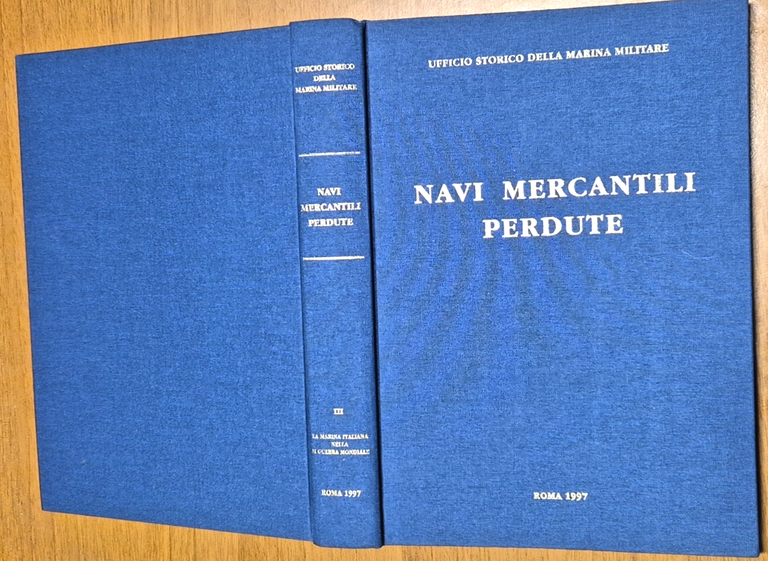 UFFICIO STORICO
DELLA
MARINA MILITARE
NAVI
MERCANTILI
PERDUTE
III
LA MARINA ITALIANA
NELLA
II GUERRA MONDIALE
ROMA 1997
UFFICIO STORICO DELLA MARINA MILITARE
NAVI MERCANTILI
PERDUTE
ROMA 1997